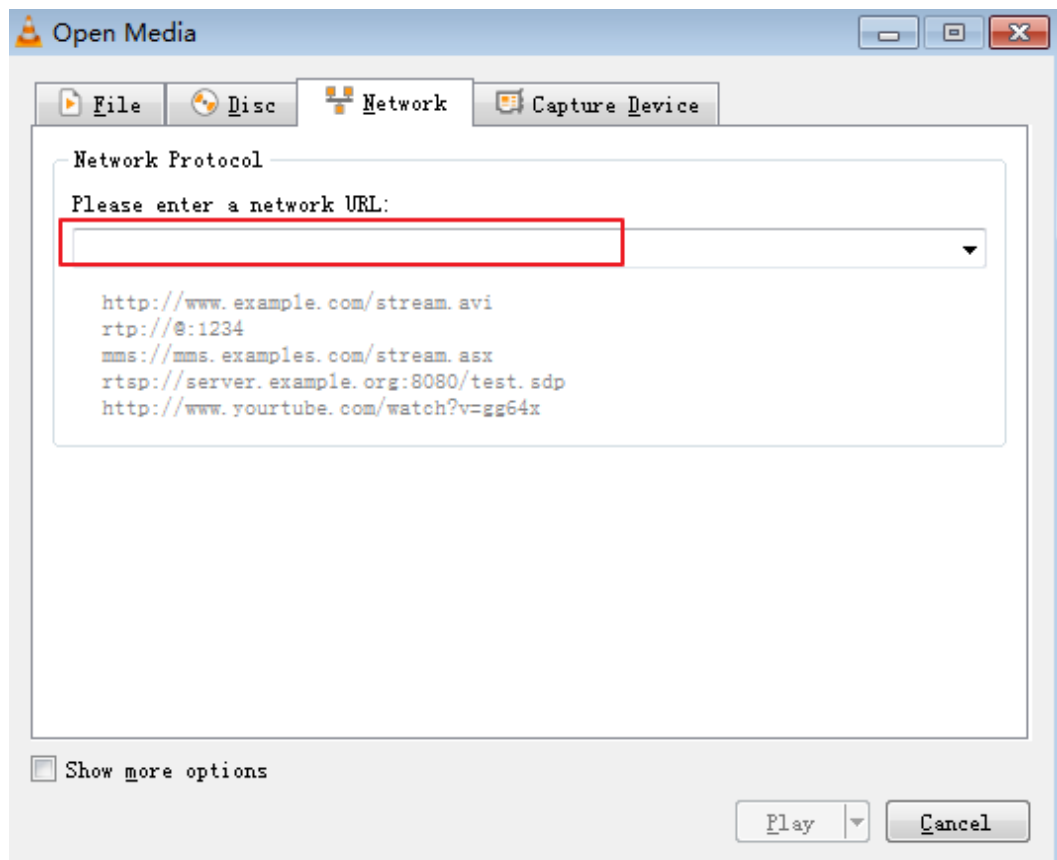 Open Media
File Disc Network Capture Device
Network Protocol
Please enter a network URL:
http://www.example.com/stream.avi
rtp://@:1234
mms://mms.examples.com/stream.asx
rtsp://server.example.org:8080/test.sdp
http://www.yourtube.com/watch?v=gg64x
Show more options
Play Cancel